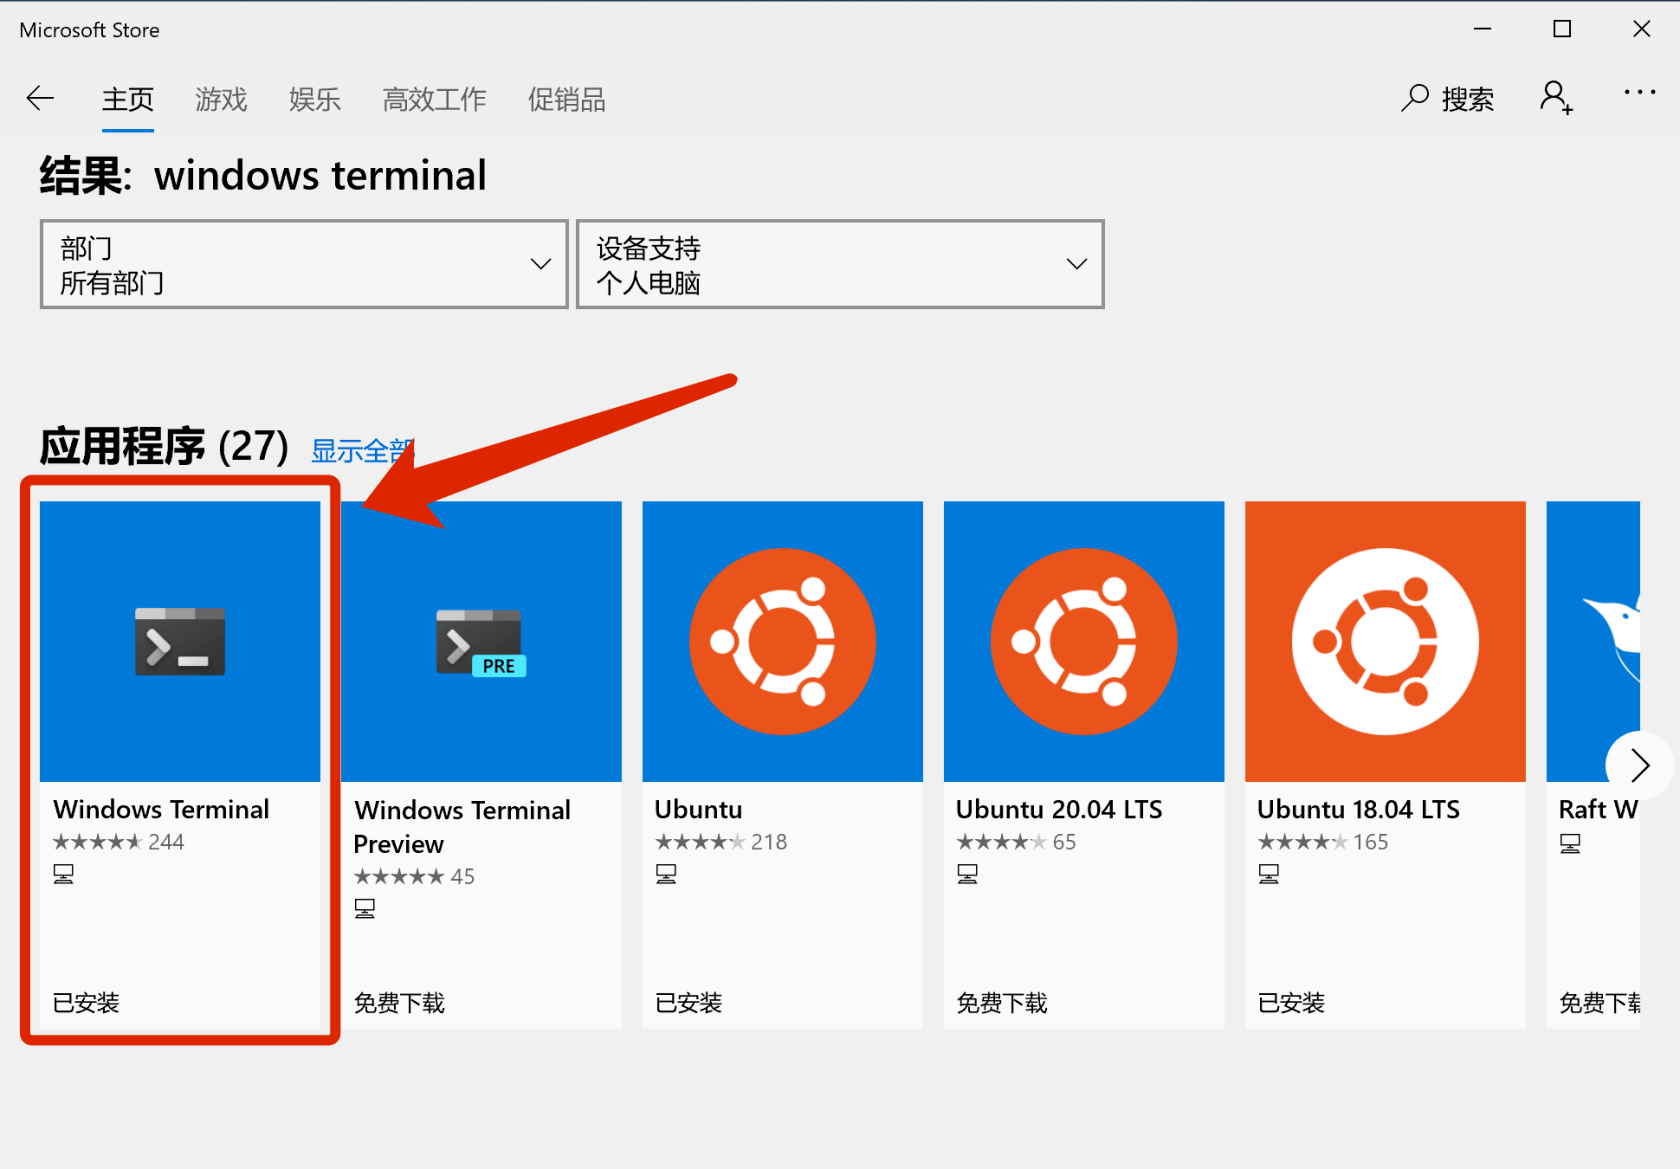 Microsoft Store
主页 游戏 娱乐 高效工作 促销品 搜索
结果: windows terminal
部门
所有部门
设备支持
个人电脑
应用程序 (27) 显示全部
PRE
Windows Terminal
244
已安装
Windows Terminal
Preview
45
免费下载
Ubuntu
218
已安装
Ubuntu 20.04 LTS
65
免费下载
Ubuntu 18.04 LTS
165
已安装
Raft W
免费下载